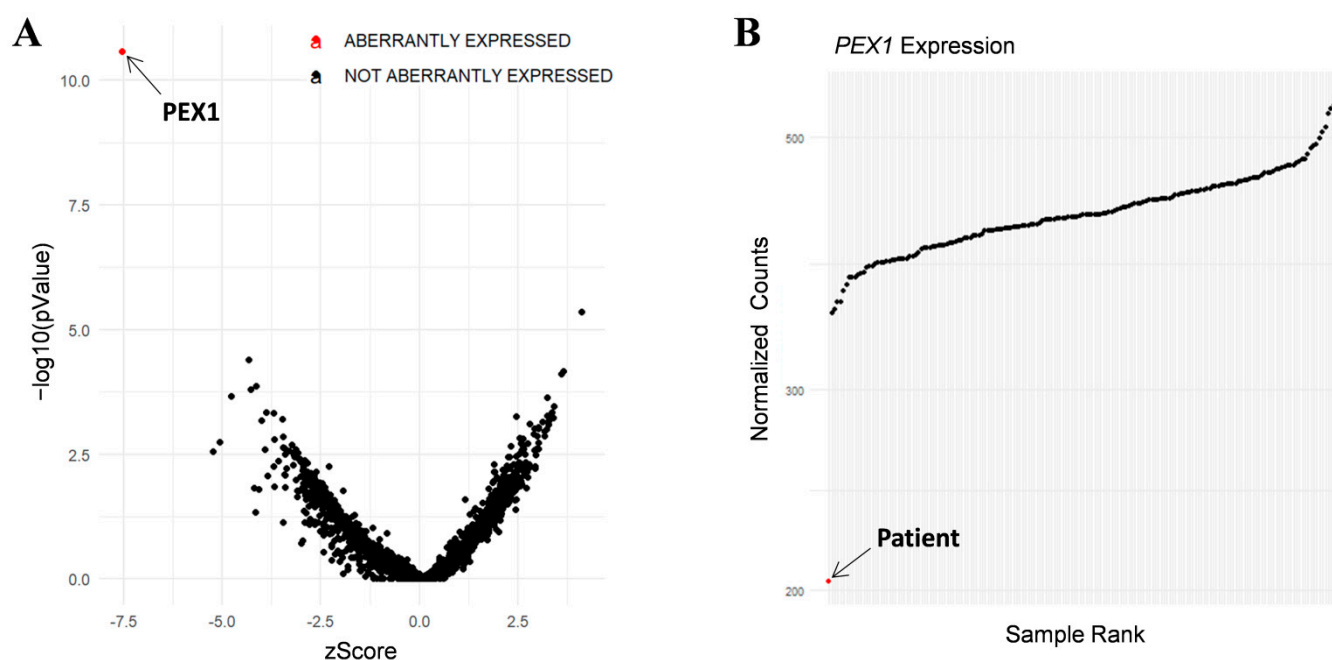 A
a ABERRANTLY EXPRESSED
a NOT ABERRANTLY EXPRESSED
PEX1
−log10(pValue)
10.0
7.5
5.0
2.5
0.0
-7.5 -5.0 -2.5 0.0 2.5
zScore
B
PEX1 Expression
Normalized Counts
500
300
200
Patient
Sample Rank